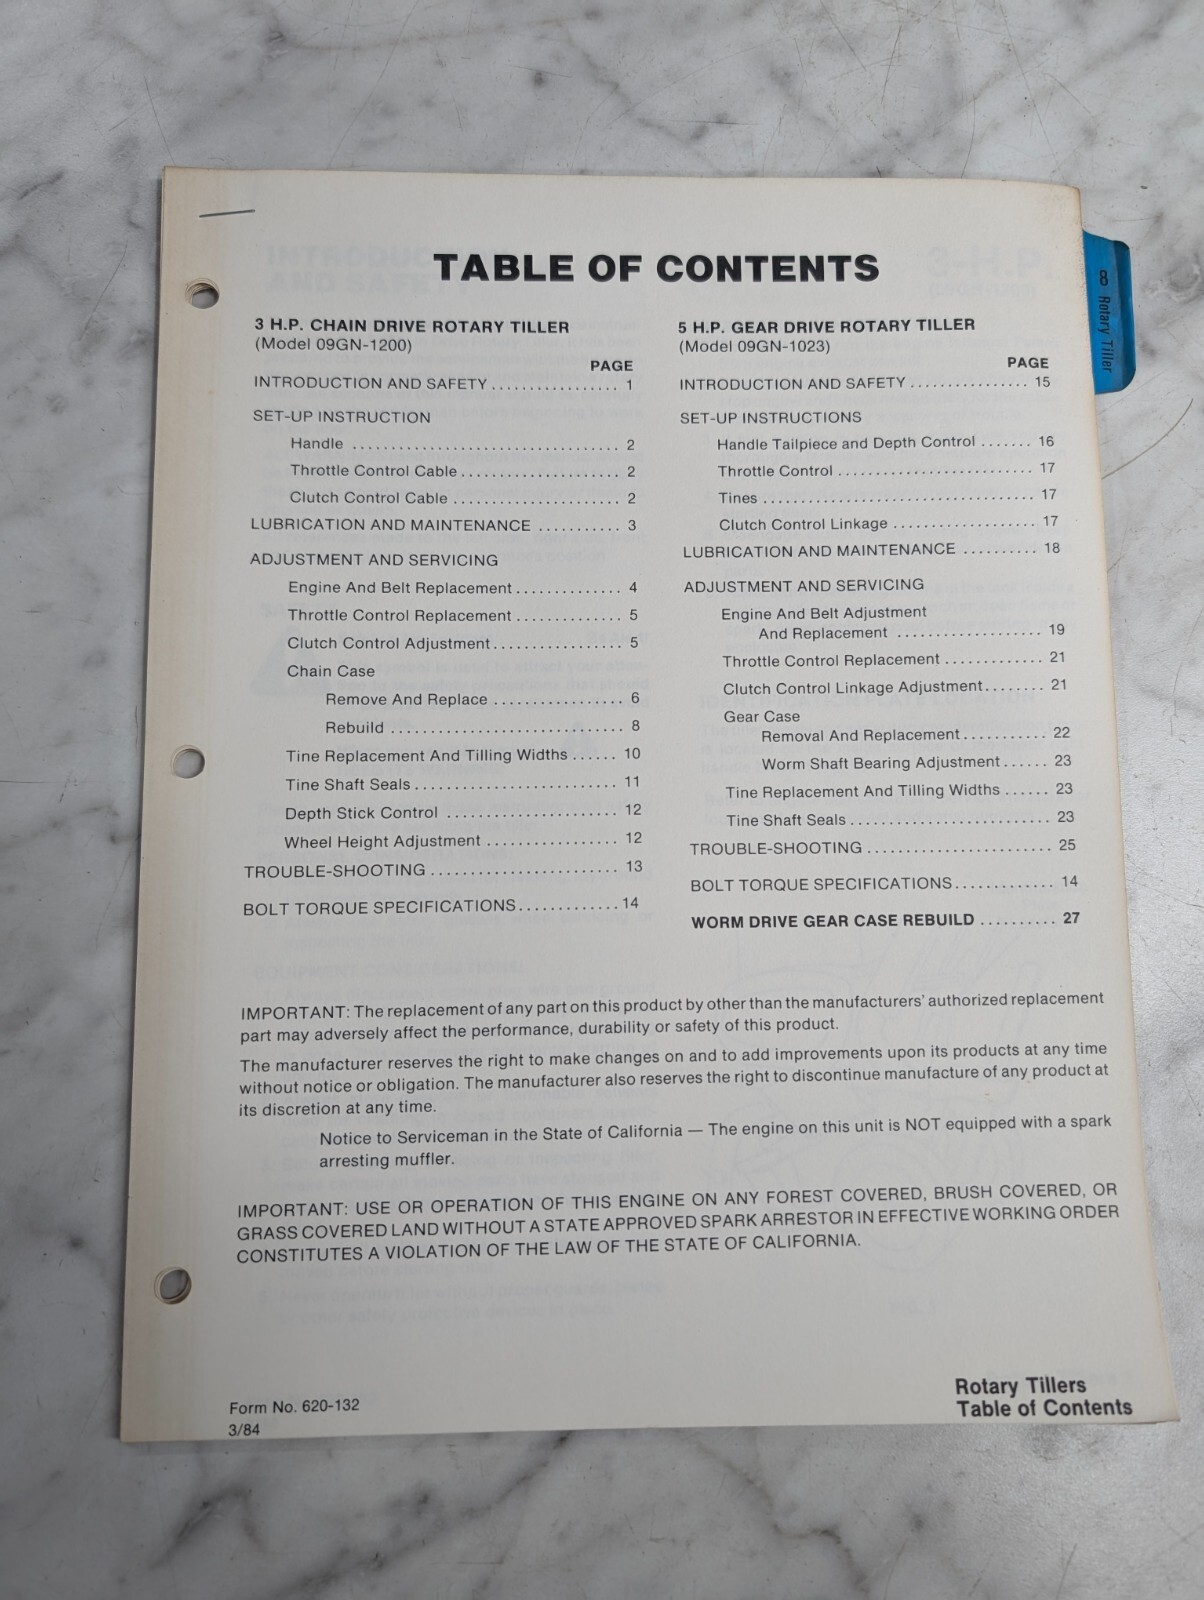 TABLE OF CONTENTS
3 H.P. CHAIN DRIVE ROTARY TILLER
(Model 09GN-1200)
PAGE
INTRODUCTION AND SAFETY ................. 1
SET-UP INSTRUCTION
Handle ................................... 2
Throttle Control Cable ..................... 2
Clutch Control Cable ...................... 2
LUBRICATION AND MAINTENANCE ........... 3
ADJUSTMENT AND SERVICING
Engine And Belt Replacement .............. 4
Throttle Control Replacement .............. 5
Clutch Control Adjustment ................. 5
Chain Case
Remove And Replace ................. 6
Rebuild ............................ 8
Tine Replacement And Tilling Widths ...... 10
Tine Shaft Seals ........................ 11
Depth Stick Control ...................... 12
Wheel Height Adjustment ................. 12
TROUBLE-SHOOTING ......................... 13
BOLT TORQUE SPECIFICATIONS ............. 14
5 H.P. GEAR DRIVE ROTARY TILLER
(Model 09GN-1023)
PAGE
INTRODUCTION AND SAFETY ................ 15
SET-UP INSTRUCTIONS
Handle Tailpiece and Depth Control ....... 16
Throttle Control .......................... 17
Tines .................................... 17
Clutch Control Linkage ................... 17
LUBRICATION AND MAINTENANCE .......... 18
ADJUSTMENT AND SERVICING
Engine And Belt Adjustment
And Replacement ................... 19
Throttle Control Replacement ............. 21
Clutch Control Linkage Adjustment ........ 21
Gear Case
Removal And Replacement ........... 22
Worm Shaft Bearing Adjustment ...... 23
Tine Replacement And Tilling Widths ...... 23
Tine Shaft Seals .......................... 23
TROUBLE-SHOOTING ............................ 25
BOLT TORQUE SPECIFICATIONS ............. 14
WORM DRIVE GEAR CASE REBUILD .......... 27
IMPORTANT: The replacement of any part on this product by other than the manufacturers' authorized replacement
part may adversely affect the performance, durability or safety of this product.
The manufacturer reserves the right to make changes on and to add improvements upon its products at any time
without notice or obligation. The manufacturer also reserves the right to discontinue manufacture of any product at
its discretion at any time.
Notice to Serviceman in the State of California — The engine on this unit is NOT equipped with a spark
arresting muffler.
IMPORTANT: USE OR OPERATION OF THIS ENGINE ON ANY FOREST COVERED, BRUSH COVERED, OR
GRASS COVERED LAND WITHOUT A STATE APPROVED SPARK ARRESTOR IN EFFECTIVE WORKING ORDER
CONSTITUTES A VIOLATION OF THE LAW OF THE STATE OF CALIFORNIA.
Form No. 620-132
3/84
Rotary Tillers
Table of Contents
8 Rotary Tiller